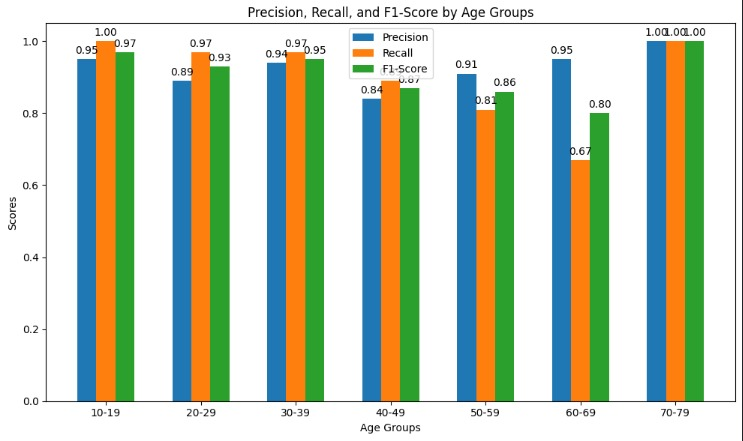 Precision, Recall, and F1-Score by Age Groups
Precision
Recall
F1-Score
Scores
1.0
0.8
0.6
0.4
0.2
0.0
0.95 1.00 0.97
0.89 0.97 0.93
0.94 0.97 0.95
0.84 0.87
0.91 0.81 0.86
0.95 0.67 0.80
1.00 1.00 1.00
10-19 20-29 30-39 40-49 50-59 60-69 70-79
Age Groups